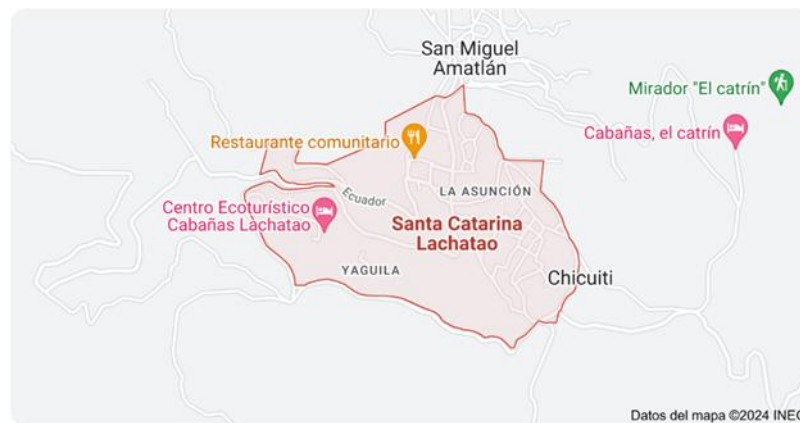 San Miguel
Amatlán
Mirador "El catrín"
Cabañas, el catrín
Restaurante comunitario
LA ASUNCIÓN
Ecuador
Centro Ecoturístico
Cabañas Lachatao
Santa Catarina
Lachatao
YAGUILA
Chicuiti
Datos del mapa ©2024 INEG